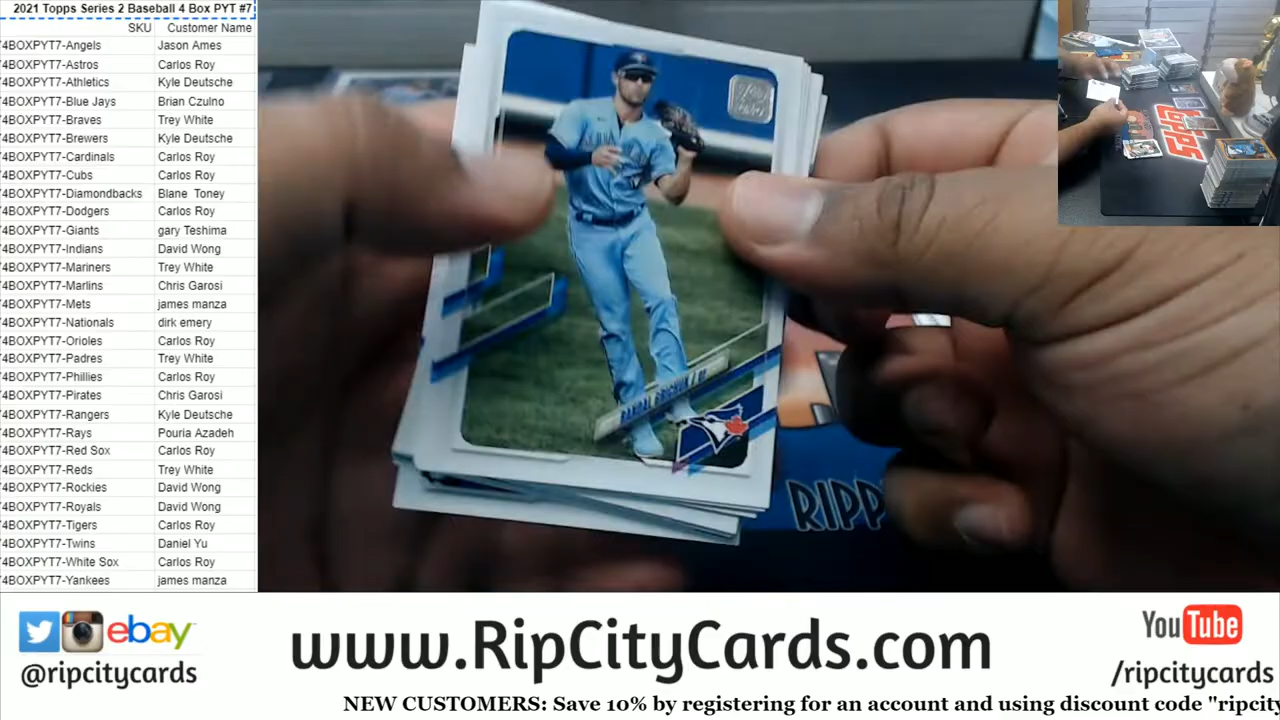 2021 Topps Series 2 Baseball 4 Box PYT #7
SKU Customer Name
4BOXPYT7-Angels Jason Ames
4BOXPYT7-Astros Carlos Roy
4BOXPYT7-Athletics Kyle Deutsche
4BOXPYT7-Blue Jays Brian Czulno
4BOXPYT7-Braves Trey White
4BOXPYT7-Brewers Kyle Deutsche
4BOXPYT7-Cardinals Carlos Roy
4BOXPYT7-Cubs Carlos Roy
4BOXPYT7-Diamondbacks Blane Toney
4BOXPYT7-Dodgers Carlos Roy
4BOXPYT7-Giants gary Teshima
4BOXPYT7-Indians David Wong
4BOXPYT7-Mariners Trey White
4BOXPYT7-Marlins Chris Garosi
4BOXPYT7-Mets james manza
4BOXPYT7-Nationals dirk emery
4BOXPYT7-Orioles Carlos Roy
4BOXPYT7-Padres Trey White
4BOXPYT7-Phillies Carlos Roy
4BOXPYT7-Pirates Chris Garosi
4BOXPYT7-Rangers Kyle Deutsche
4BOXPYT7-Rays Pouria Azadeh
4BOXPYT7-Red Sox Carlos Roy
4BOXPYT7-Reds Trey White
4BOXPYT7-Rockies David Wong
4BOXPYT7-Royals David Wong
4BOXPYT7-Tigers Carlos Roy
4BOXPYT7-Twins Daniel Yu
4BOXPYT7-White Sox Carlos Roy
4BOXPYT7-Yankees james manza
RANDAL GRICHUK / OF
RIPP
TOPPS
ebay
@ripcitycards
www.RipCityCards.com
YouTube
/ripcitycards
NEW CUSTOMERS: Save 10% by registering for an account and using discount code "ripcity